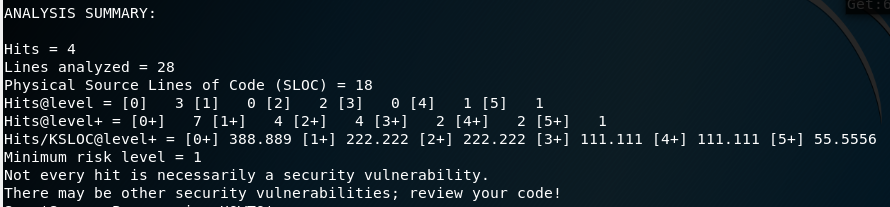 Get:6
ANALYSIS SUMMARY:
Hits = 4
Lines analyzed = 28
Physical Source Lines of Code (SLOC) = 18
Hits@level = [0]   3 [1]   0 [2]   2 [3]   0 [4]   1 [5]   1
Hits@level+ = [0+]   7 [1+]   4 [2+]   4 [3+]   2 [4+]   2 [5+]   1
Hits/KSLOC@level+ = [0+] 388.889 [1+] 222.222 [2+] 222.222 [3+] 111.111 [4+] 111.111 [5+] 55.5556
Minimum risk level = 1
Not every hit is necessarily a security vulnerability.
There may be other security vulnerabilities; review your code!